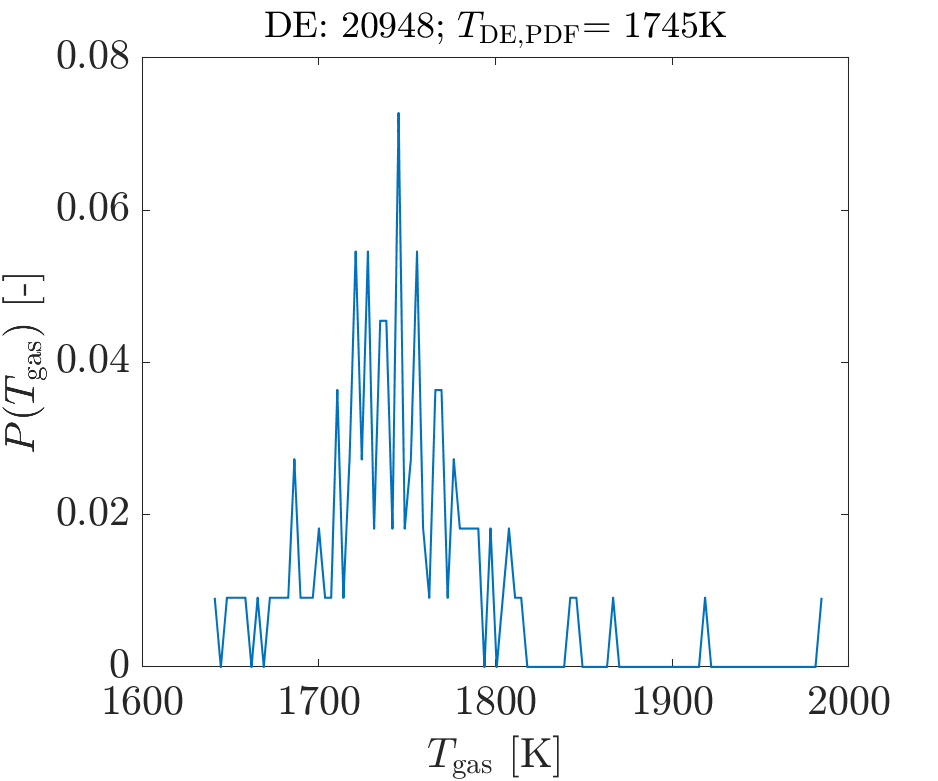 DE: 20948; T_DE,PDF= 1745K
0.08
0.06
0.04
0.02
0
P(T_gas) [-]
1600 1700 1800 1900 2000
T_gas [K]